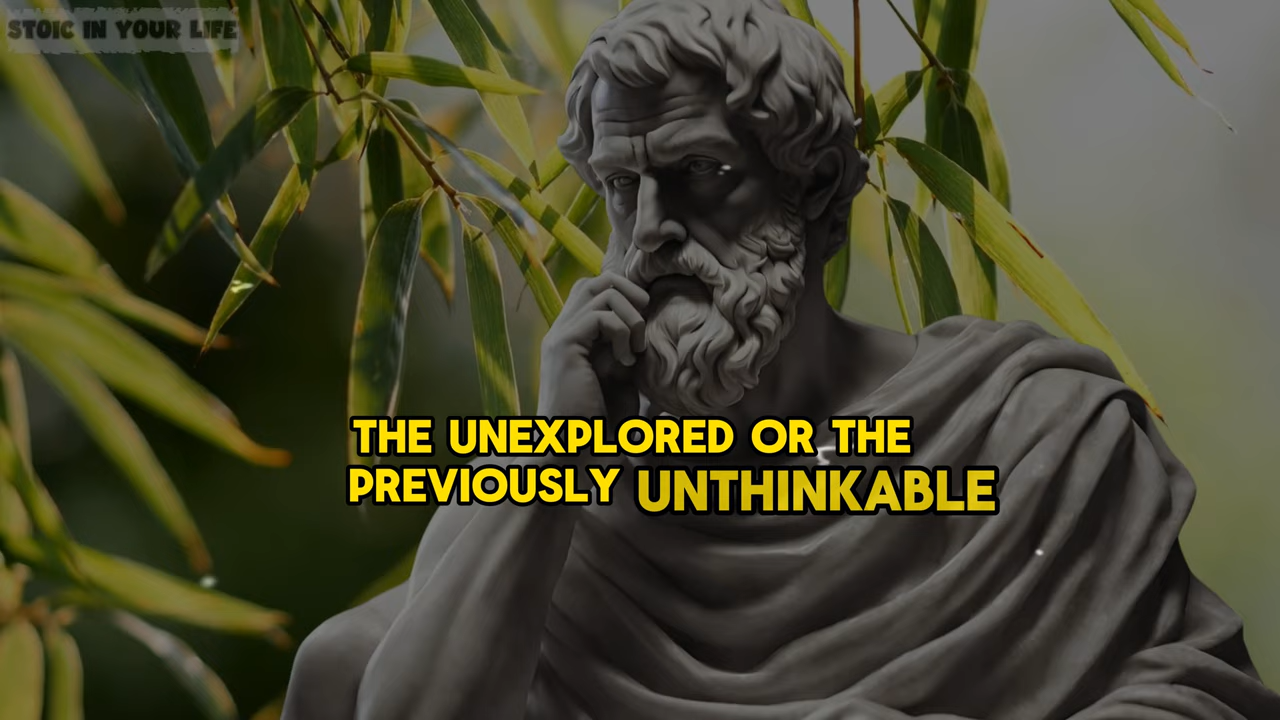 STOIC IN YOUR LIFE
THE UNEXPLORED OR THE
PREVIOUSLY UNTHINKABLE